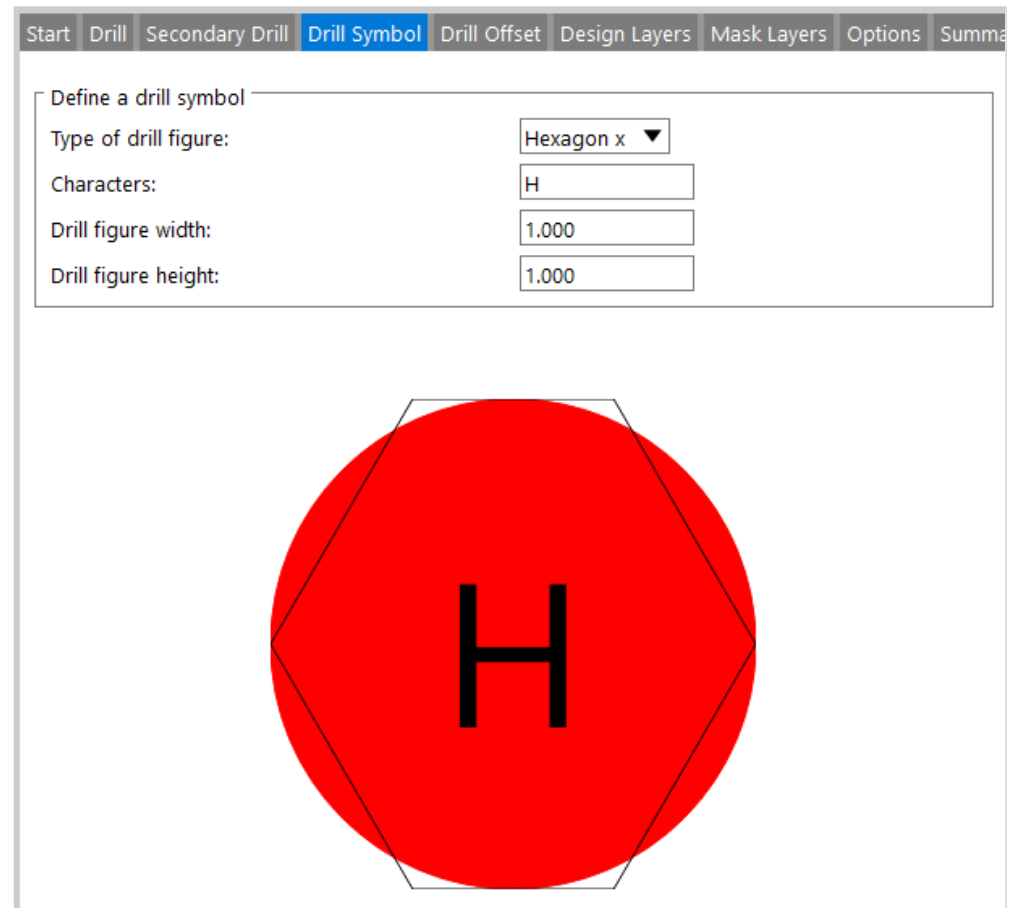 Start Drill Secondary Drill Drill Symbol Drill Offset Design Layers Mask Layers Options Summa
Define a drill symbol
Type of drill figure: Hexagon x
Characters: H
Drill figure width: 1.000
Drill figure height: 1.000
H